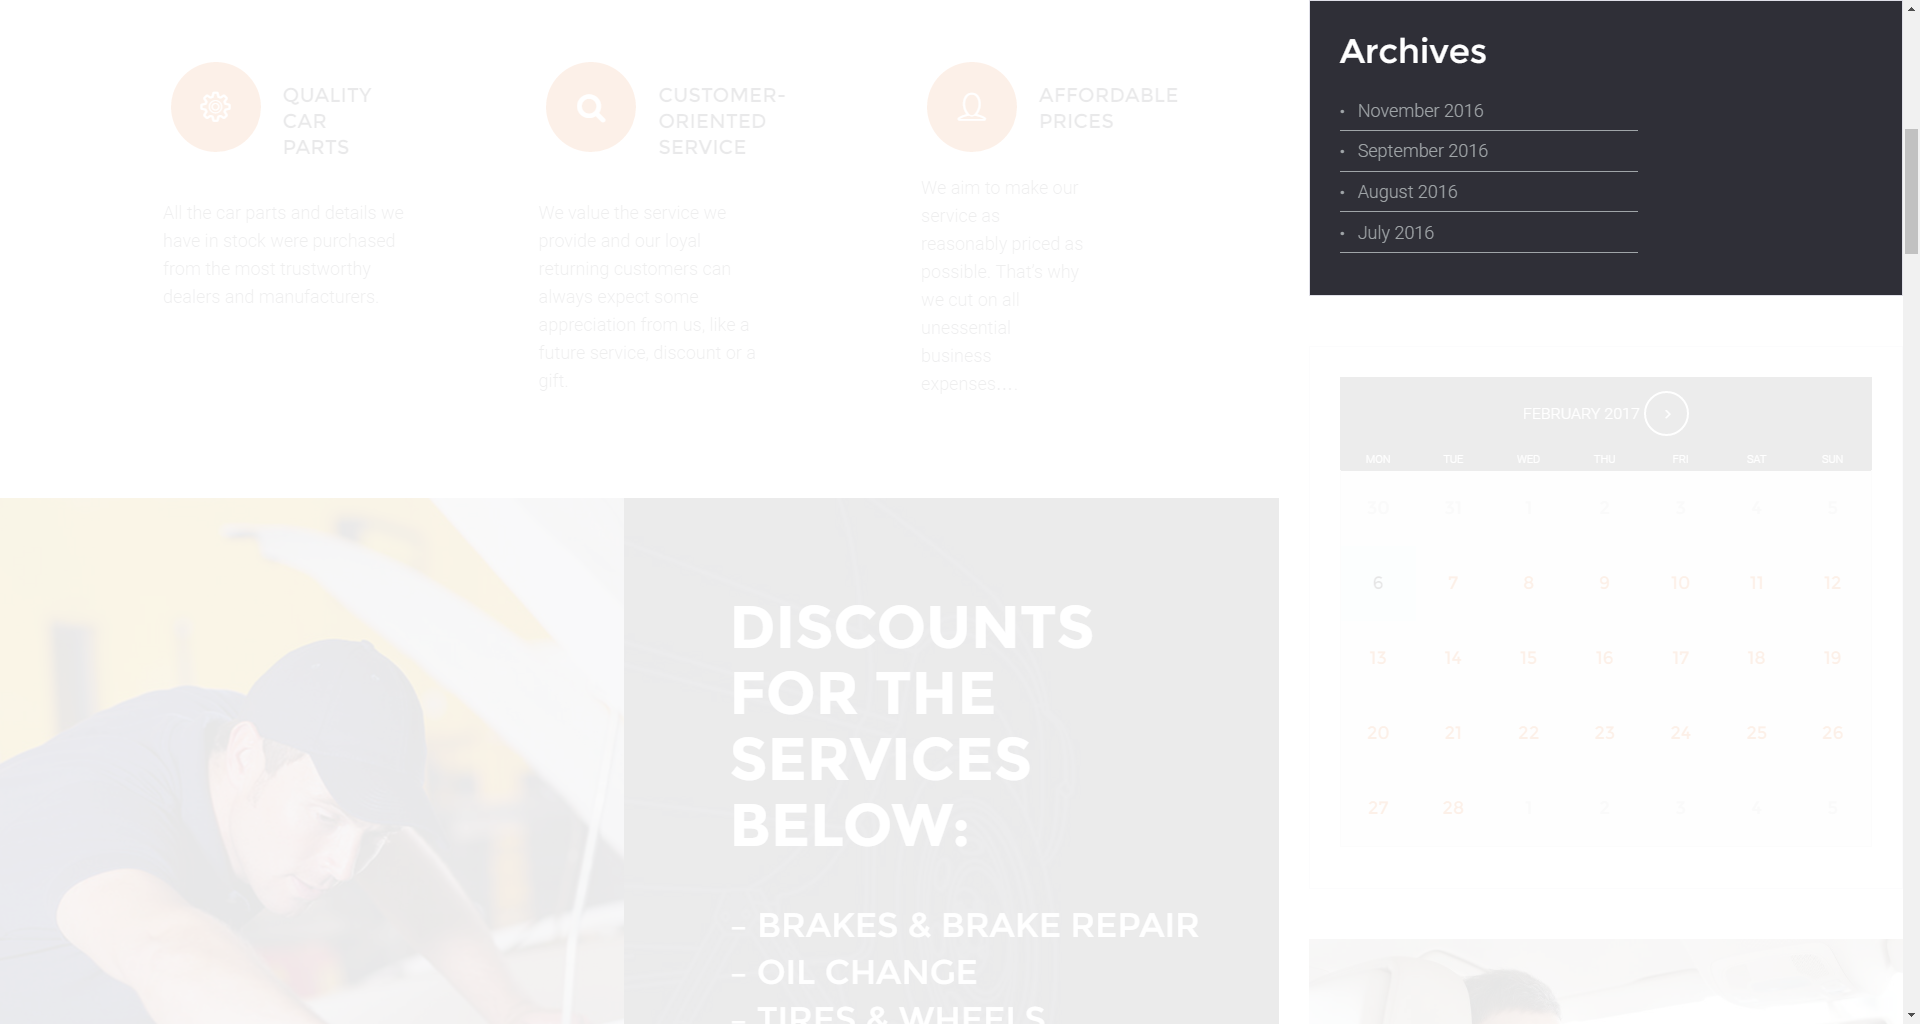 QUALITY
CAR
PARTS
All the car parts and details we
have in stock were purchased
from the most trustworthy
dealers and manufacturers.
CUSTOMER-
ORIENTED
SERVICE
We value the service we
provide and our loyal
returning customers can
always expect some
appreciation from us, like a
future service, discount or a
gift.
AFFORDABLE
PRICES
We aim to make our
service as
reasonably priced as
possible. That's why
we cut on all
unessential
business
expenses….
DISCOUNTS
FOR THE
SERVICES
BELOW:
– BRAKES & BRAKE REPAIR
– OIL CHANGE
– TIRES & WHEELS
Archives
• November 2016
• September 2016
• August 2016
• July 2016
FEBRUARY 2017
MON TUE WED THU FRI SAT SUN
30 31 1 2 3 4 5
6 7 8 9 10 11 12
13 14 15 16 17 18 19
20 21 22 23 24 25 26
27 28 1 2 3 4 5